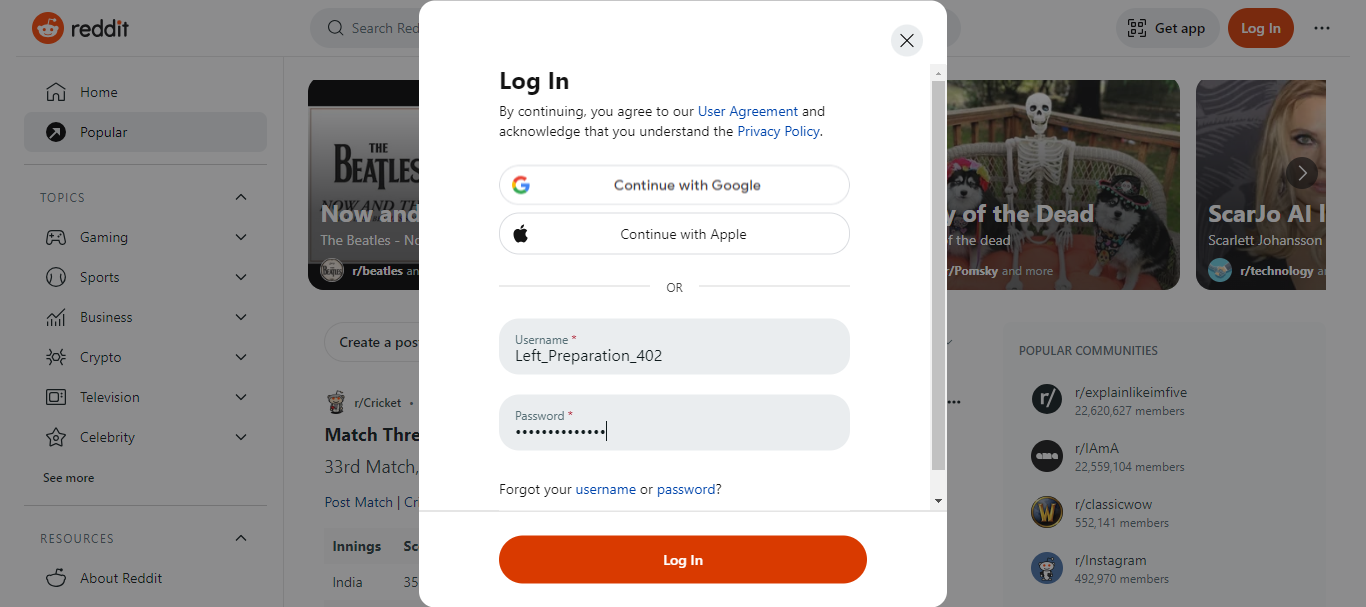 reddit
Search Red
Get app
Log In
Home
Popular
TOPICS
Gaming
Sports
Business
Crypto
Television
Celebrity
See more
RESOURCES
About Reddit
THE
BEATLES
Now and
The Beatles - No
r/beatles an
y of the Dead
f the dead
r/Pomsky and more
ScarJo AI l
Scarlett Johansson
r/technology a
Create a pos
r/Cricket •
Match Thre
33rd Match,
Post Match | Cr
Innings Sc
India 35
Log In
By continuing, you agree to our User Agreement and
acknowledge that you understand the Privacy Policy.
Continue with Google
Continue with Apple
OR
Username *
Left_Preparation_402
Password *
••••••••••••••
Forgot your username or password?
Log In
POPULAR COMMUNITIES
r/explainlikeimfive
22,620,627 members
r/IAmA
22,559,104 members
r/classicwow
552,141 members
r/Instagram
492,970 members